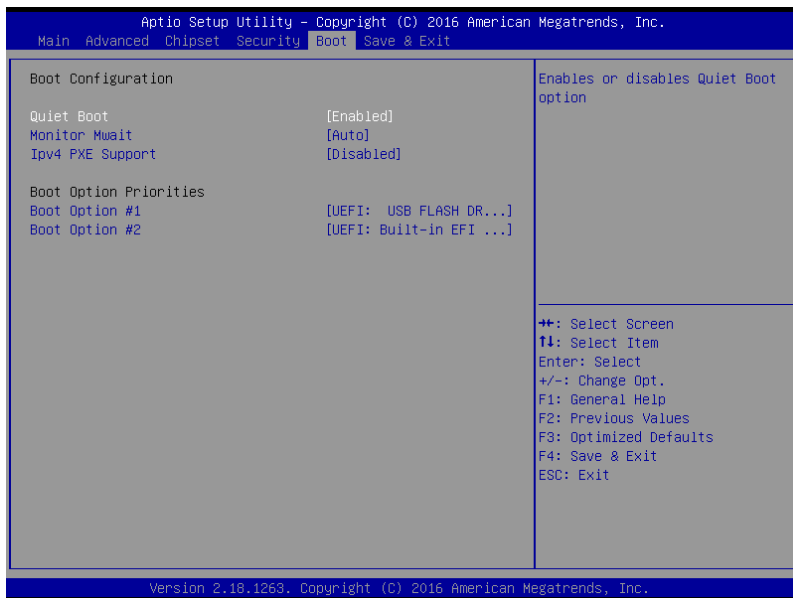 Aptio Setup Utility – Copyright (C) 2016 American Megatrends, Inc.
Main Advanced Chipset Security Boot Save & Exit
Boot Configuration
Quiet Boot [Enabled]
Monitor Mwait [Auto]
Ipv4 PXE Support [Disabled]
Boot Option Priorities
Boot Option #1 [UEFI: USB FLASH DR...]
Boot Option #2 [UEFI: Built-in EFI ...]
Enables or disables Quiet Boot
option
→←: Select Screen
↑↓: Select Item
Enter: Select
+/-: Change Opt.
F1: General Help
F2: Previous Values
F3: Optimized Defaults
F4: Save & Exit
ESC: Exit
Version 2.18.1263. Copyright (C) 2016 American Megatrends, Inc.